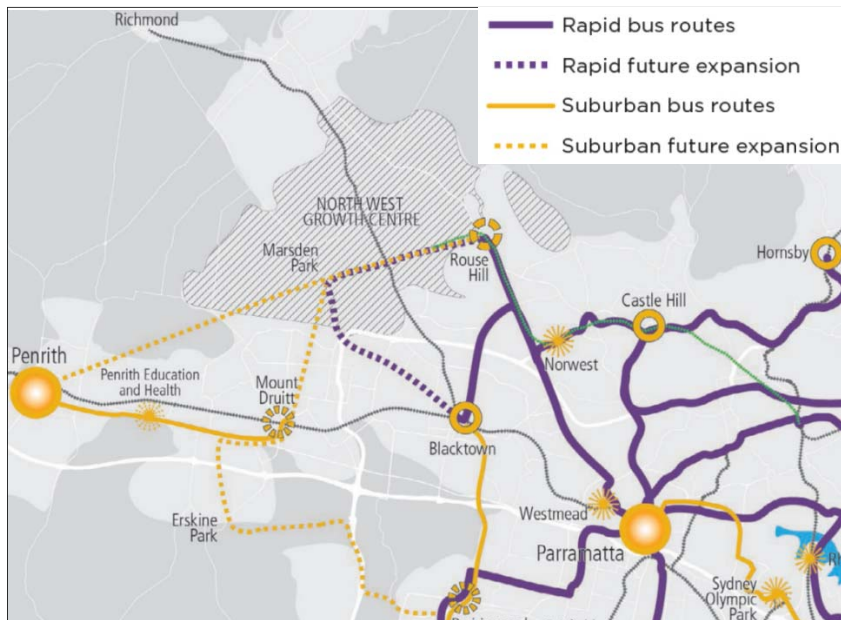 Richmond
Rapid bus routes
Rapid future expansion
Suburban bus routes
Suburban future expansion
NORTH WEST
GROWTH CENTRE
Marsden
Park
Rouse
Hill
Hornsby
Castle Hill
Norwest
Penrith
Penrith Education
and Health
Mount
Druitt
Blacktown
Erskine
Park
Westmead
Parramatta
Sydney
Olympic
Park